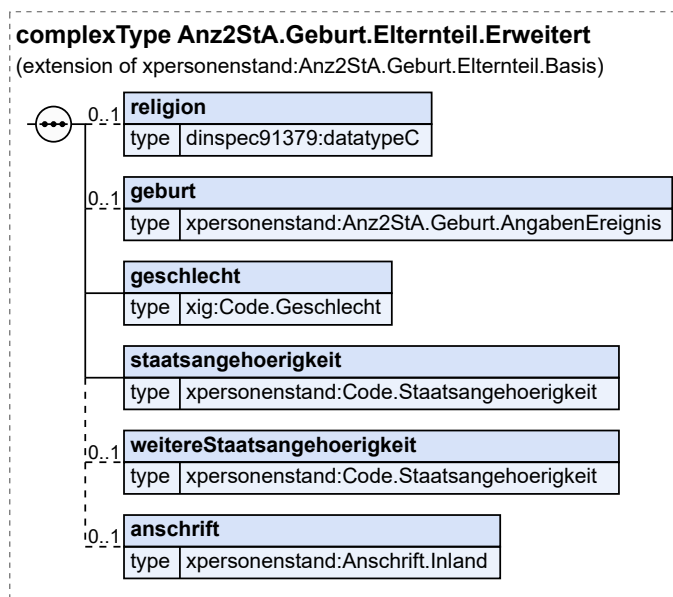 complexType Anz2StA.Geburt.Elternteil.Erweitert
(extension of xpersonenstand:Anz2StA.Geburt.Elternteil.Basis)
0..1 religion
type dinspec91379:datatypeC
0..1 geburt
type xpersonenstand:Anz2StA.Geburt.AngabenEreignis
geschlecht
type xig:Code.Geschlecht
staatsangehoerigkeit
type xpersonenstand:Code.Staatsangehoerigkeit
0..1 weitereStaatsangehoerigkeit
type xpersonenstand:Code.Staatsangehoerigkeit
0..1 anschrift
type xpersonenstand:Anschrift.Inland